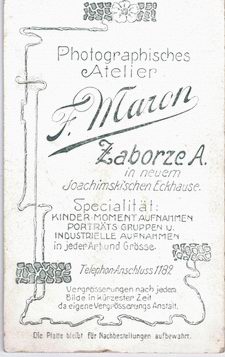 Photographisches
Atelier
F. Maron
Zaborze A.
in neuem
Joachimskischen Eckhause.
Specialität:
KINDER MOMENT AUFNAHMEN
PORTRÄTS GRUPPEN U.
INDUSTRIELLE AUFNAHMEN
in jeder Art und Grösse.
Telephon-Anschluss 1182
Vergrösserungen nach jedem
Bilde in kürzester Zeit
da eigene Vergrösserungs Anstalt.
Die Platte bleibt für Nachbestellungen aufbewahrt.